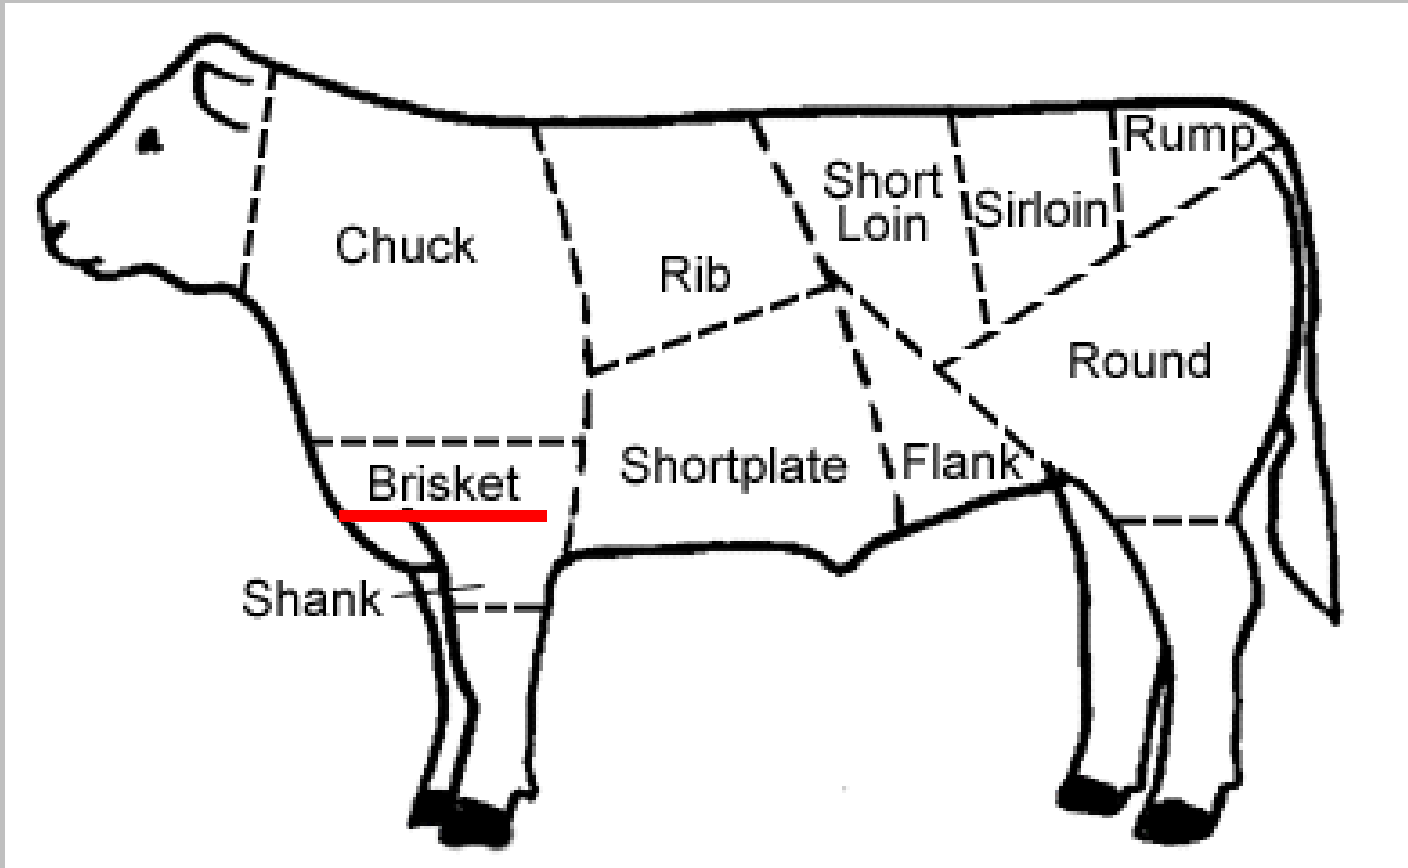 Rump
Short
Loin
Sirloin
Chuck
Rib
Round
Brisket
Shortplate
Flank
Shank